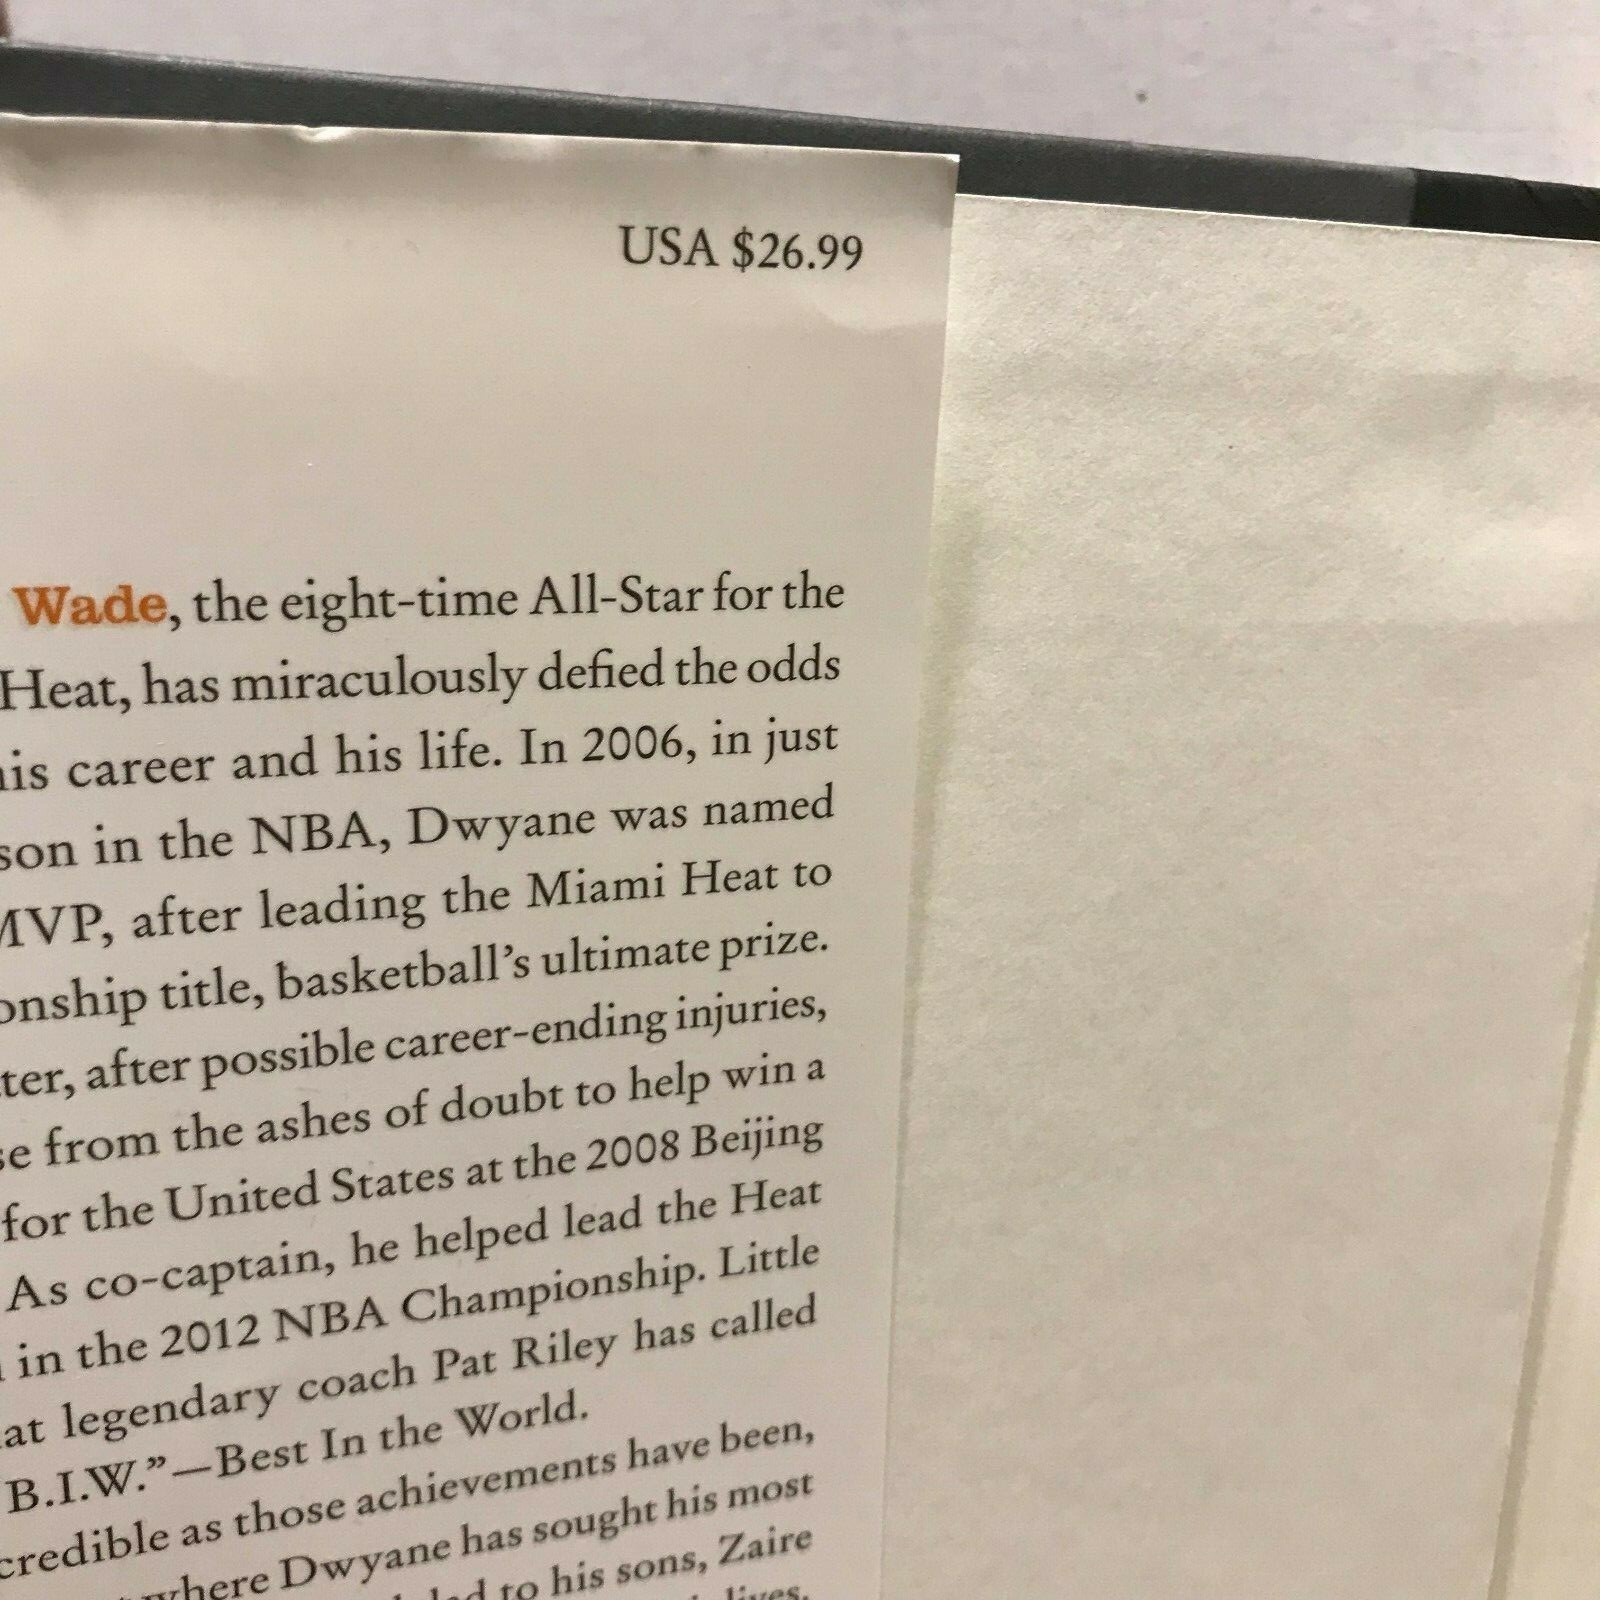 USA $26.99
Wade, the eight-time All-Star for the
Heat, has miraculously defied the odds
his career and his life. In 2006, in just
son in the NBA, Dwyane was named
MVP, after leading the Miami Heat to
onship title, basketball's ultimate prize.
ter, after possible career-ending injuries,
se from the ashes of doubt to help win a
for the United States at the 2008 Beijing
As co-captain, he helped lead the Heat
in the 2012 NBA Championship. Little
at legendary coach Pat Riley has called
B.I.W."—Best In the World.
credible as those achievements have been,
where Dwyane has sought his most
to his sons, Zaire
lives.